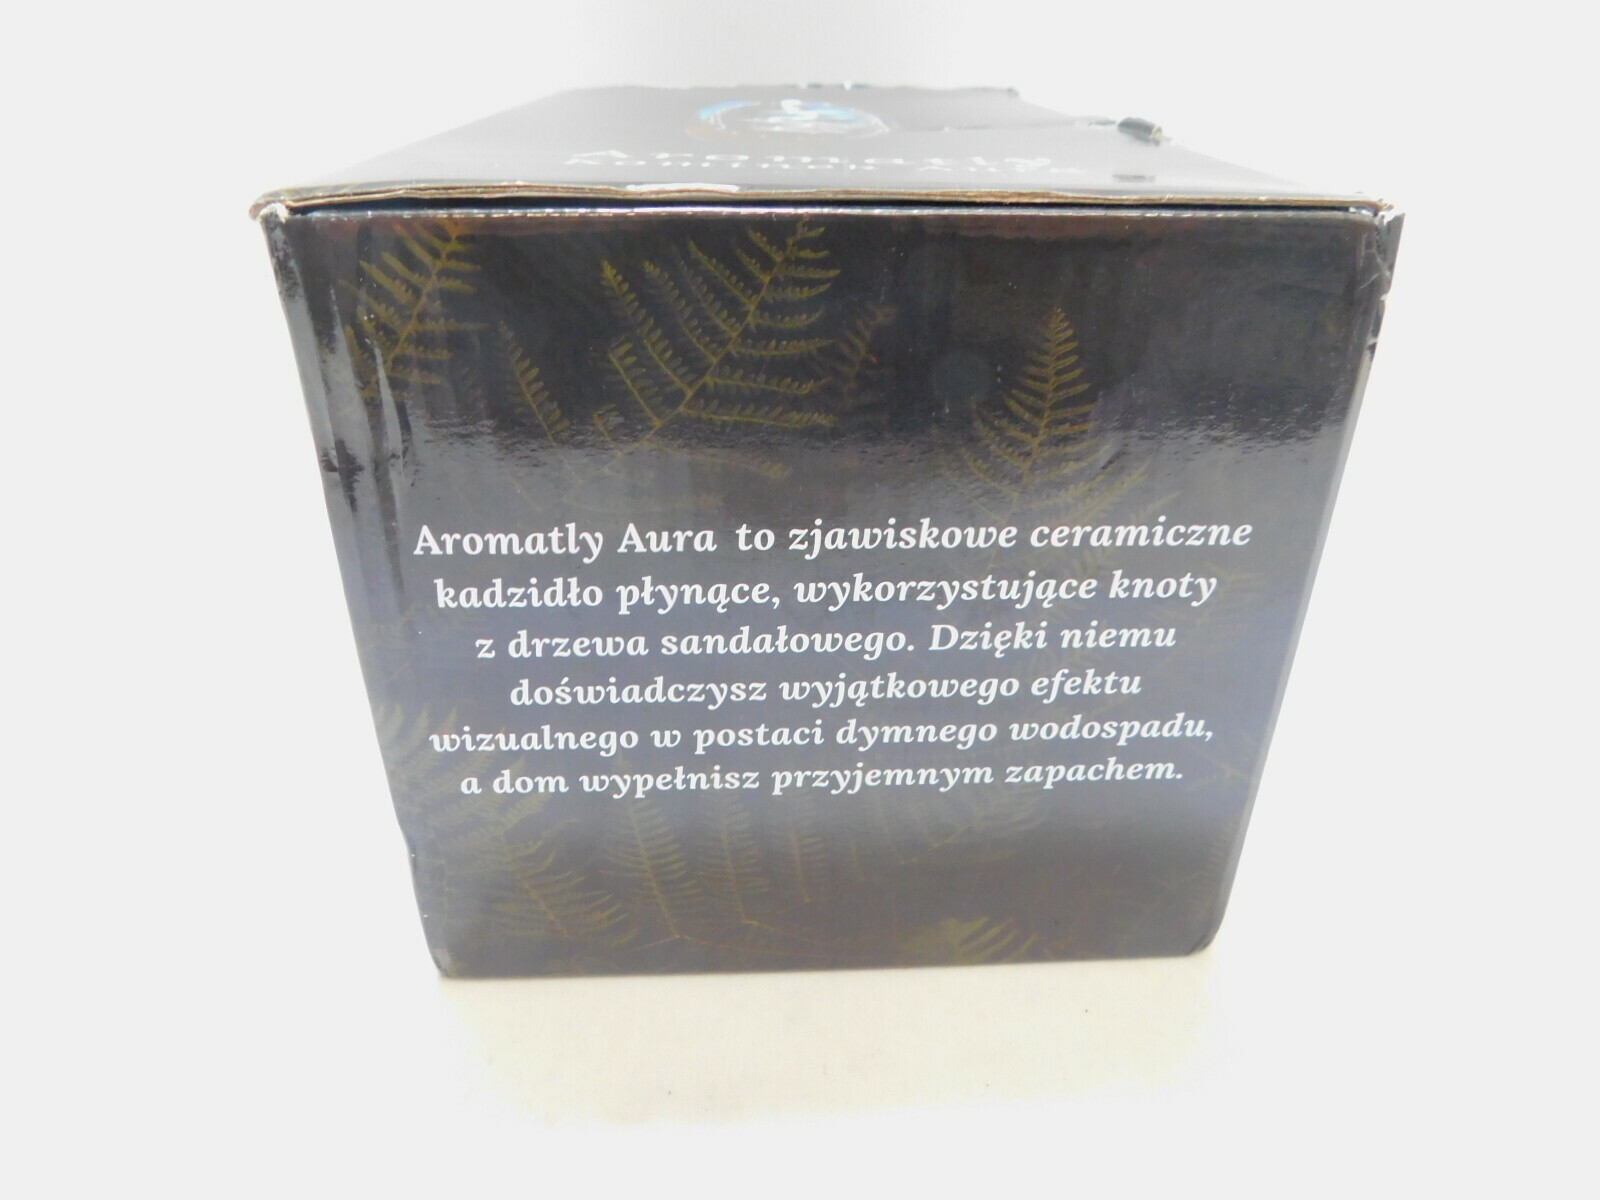 Aromatly
Aromatly Aura to zjawiskowe ceramiczne
kadzidło płynące, wykorzystujące knoty
z drzewa sandałowego. Dzięki niemu
doświadczysz wyjątkowego efektu
wizualnego w postaci dymnego wodospadu,
a dom wypełnisz przyjemnym zapachem.